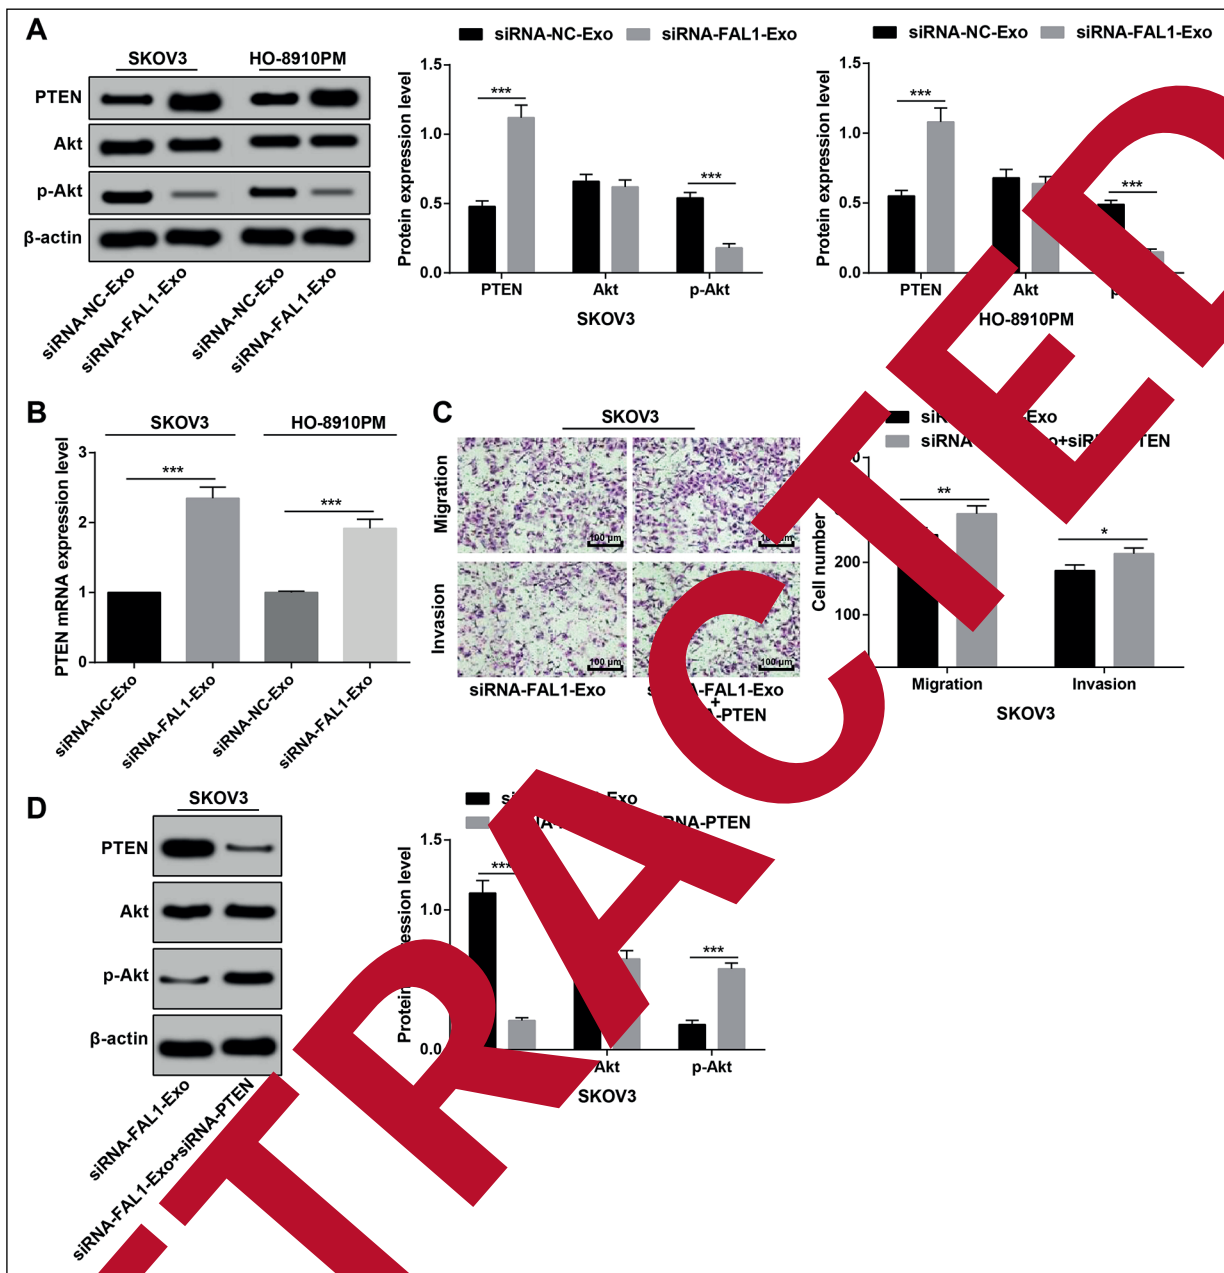 A
SKOV3
HO-8910PM
PTEN
Akt
p-Akt
β-actin
siRNA-NC-Exo
siRNA-FAL1-Exo
siRNA-NC-Exo
siRNA-FAL1-Exo
siRNA-NC-Exo siRNA-FAL1-Exo
Protein expression level
1.5
1.0
0.5
0.0
***
***
PTEN Akt p-Akt
SKOV3
siRNA-NC-Exo siRNA-FAL1-Exo
Protein expression level
1.5
1.0
0.5
0.0
***
***
PTEN Akt
HO-8910PM
B
SKOV3
HO-8910PM
PTEN mRNA expression level
3
2
1
0
***
***
siRNA-NC-Exo
siRNA-FAL1-Exo
siRNA-NC-Exo
siRNA-FAL1-Exo
C
SKOV3
Migration
Invasion
100 μm
100 μm
100 μm
siRNA-FAL1-Exo
-FAL1-Exo
+
-PTEN
-Exo
Cell number
200
100
**
*
Migration Invasion
SKOV3
D
SKOV3
PTEN
Akt
p-Akt
β-actin
siRNA-FAL1-Exo
siRNA-FAL1-Exo+siRNA-PTEN
-Exo
RNA-PTEN
1.5
1.0
0.0
***
***
Akt p-Akt
SKOV3
TRACTED